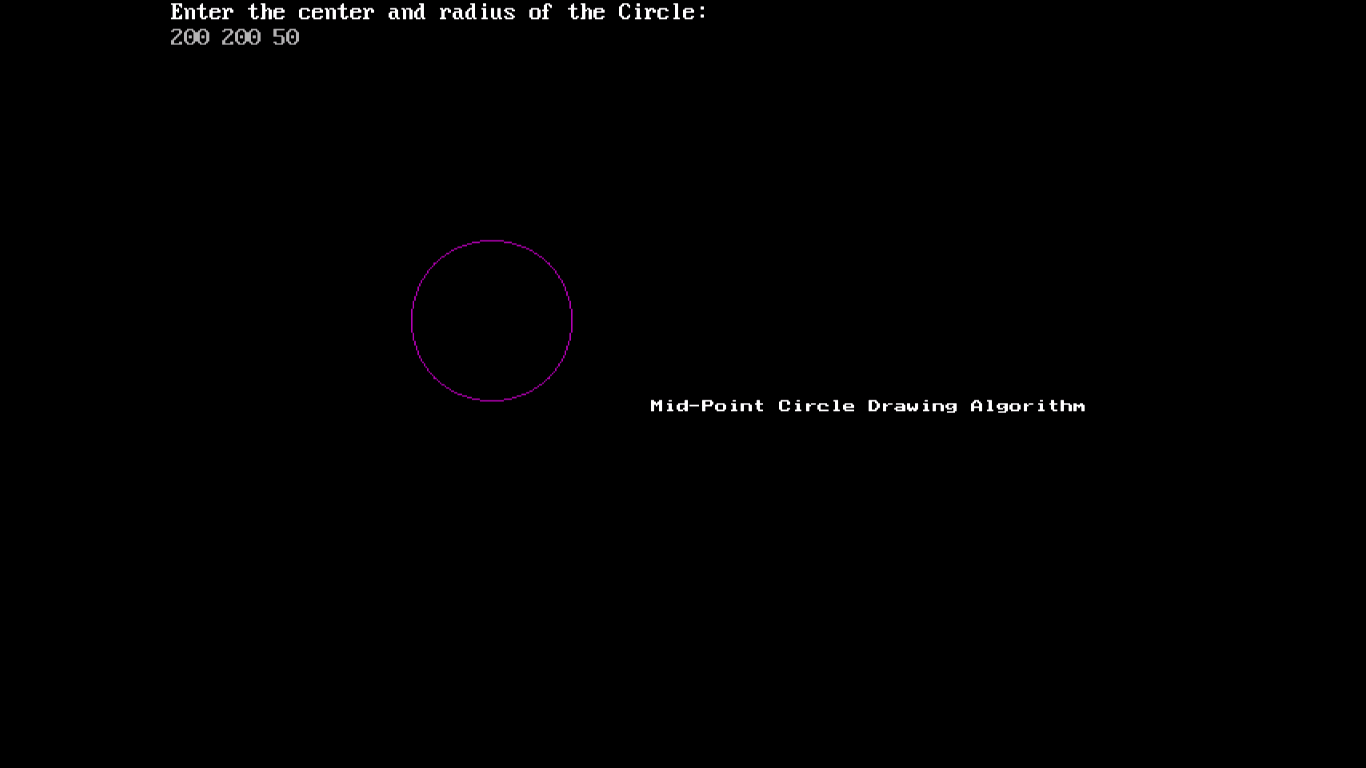 Enter the center and radius of the Circle:
200 200 50
Mid-Point Circle Drawing Algorithm